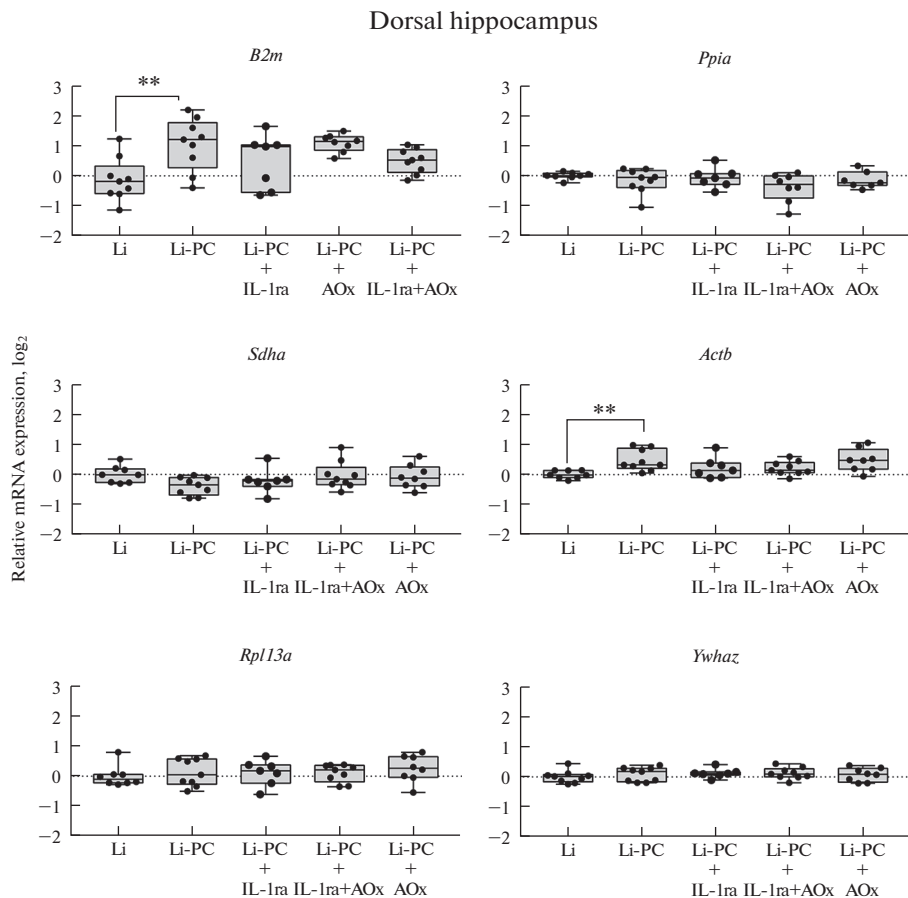 Dorsal hippocampus
B2m
3
2
1
0
−1
−2
**
Li Li-PC Li-PC Li-PC Li-PC
+ + +
IL-1ra AOx IL-1ra+AOx
Ppia
3
2
1
0
−1
−2
Li Li-PC Li-PC Li-PC Li-PC
+ + +
IL-1ra IL-1ra+AOx AOx
Relative mRNA expression, log₂
Sdha
3
2
1
0
−1
−2
Li Li-PC Li-PC Li-PC Li-PC
+ + +
IL-1ra IL-1ra+AOx AOx
Actb
3
2
1
0
−1
−2
**
Li Li-PC Li-PC Li-PC Li-PC
+ + +
IL-1ra IL-1ra+AOx AOx
Rpl13a
3
2
1
0
−1
−2
Li Li-PC Li-PC Li-PC Li-PC
+ + +
IL-1ra IL-1ra+AOx AOx
Ywhaz
3
2
1
0
−1
−2
Li Li-PC Li-PC Li-PC Li-PC
+ + +
IL-1ra IL-1ra+AOx AOx